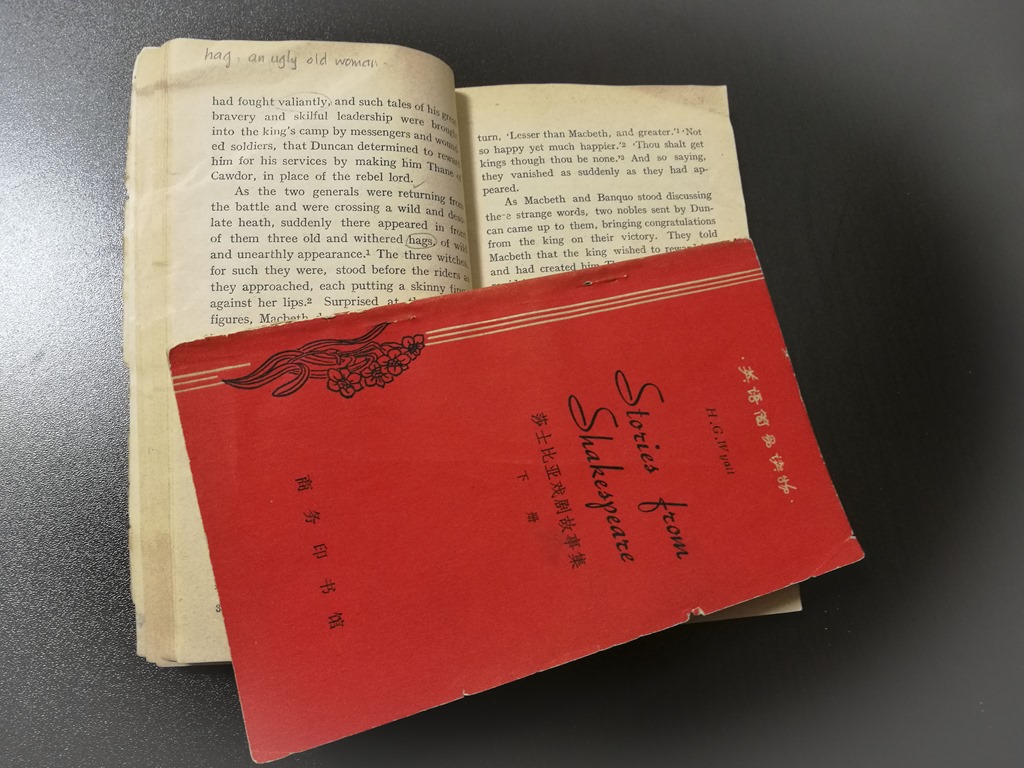 hag, an ugly old woman
had fought valiantly, and such tales of his
bravery and skilful leadership were
into the king's camp by messengers and
ed soldiers, that Duncan determined to
him for his services by making him Thane
Cawdor, in place of the rebel lord.
As the two generals were returning from
the battle and were crossing a wild and
late heath, suddenly there appeared in
of them three old and withered hags, of
and unearthly appearance.¹ The three witches,
for such they were, stood before the riders
they approached, each putting a skinny
against her lips.² Surprised at
figures, Macbeth
turn, 'Lesser than Macbeth, and greater.'¹ 'Not
so happy yet much happier.'² 'Thou shalt get
kings though thou be none.'³ And so saying,
they vanished as suddenly as they had ap-
peared.
As Macbeth and Banquo stood discussing
these strange words, two nobles sent by Dun-
can came up to them, bringing congratulations
from the king on their victory. They told
Macbeth that the king wished to
and had created him
·英语简易读物·
H.G.Wyatt
Stories from
Shakespeare
莎士比亚戏剧故事集
下册
商务印书馆